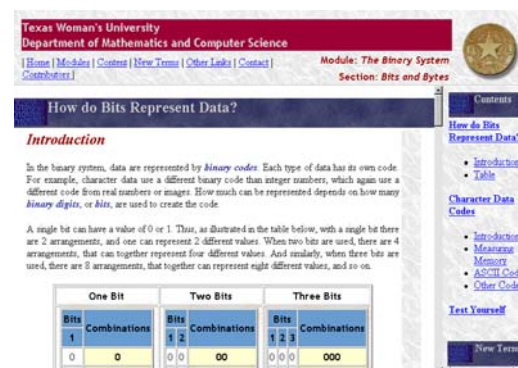 Texas Woman's University
Department of Mathematics and Computer Science
| Home | Modules | Content | New Terms | Other Links | Contact |
Contributors |
Module: The Binary System
Section: Bits and Bytes
How do Bits Represent Data?
Introduction
In the binary system, data are represented by binary codes. Each type of data has its own code.
For example, character data use a different binary code than integer numbers, which again use a
different code from real numbers or images. How much can be represented depends on how many
binary digits, or bits, are used to create the code.
A single bit can have a value of 0 or 1. Thus, as illustrated in the table below, with a single bit there
are 2 arrangements, and one can represent 2 different values. When two bits are used, there are 4
arrangements, that can together represent four different values. And similarly, when three bits are
used, there are 8 arrangements, that together can represent eight different values, and so on.
One Bit Two Bits Three Bits
Bits Combinations Bits Combinations Bits Combinations
1 1 2 1 2 3
0 0 0 0 00 0 0 0 000
Contents
How do Bits
Represent Data?
Introduction
Table
Character Data
Codes
Introduction
Measuring
Memory
ASCII Cod
Other Code
Test Yourself
New Term